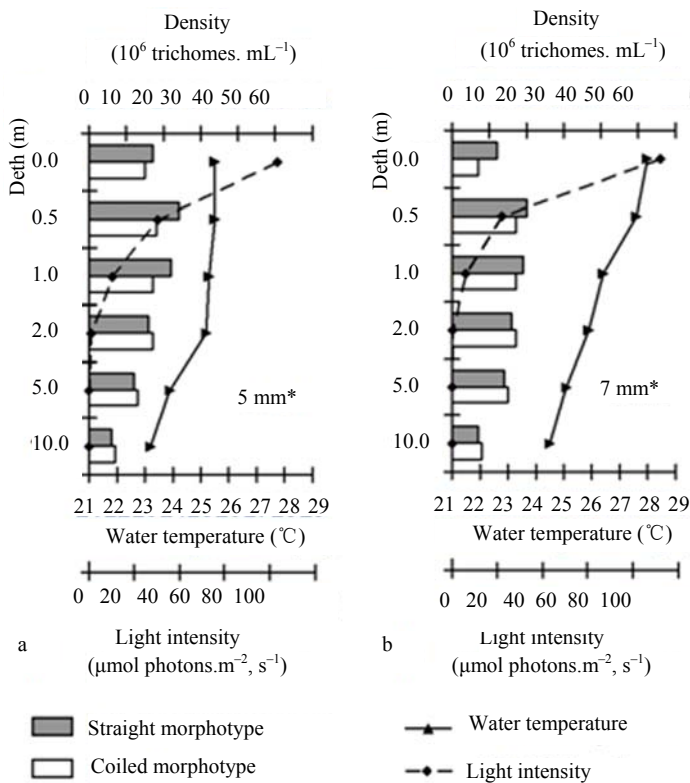 Density
(10⁶ trichomes. mL⁻¹)
0 10 20 30 40 50 60
Deth (m)
0.0
0.5
1.0
2.0
5.0
10.0
5 mm*
21 22 23 24 25 26 27 28 29
Water temperature (℃)
0 20 40 60 80 100
a
Light intensity
(μmol photons.m⁻², s⁻¹)
Density
(10⁶ trichomes. mL⁻¹)
0 10 20 30 40 50 60
Deth (m)
0.0
0.5
1.0
2.0
5.0
10.0
7 mm*
21 22 23 24 25 26 27 28 29
Water temperature (℃)
0 20 40 60 80 100
b
Light intensity
(μmol photons.m⁻², s⁻¹)
Straight morphotype
Coiled morphotype
Water temperature
Light intensity